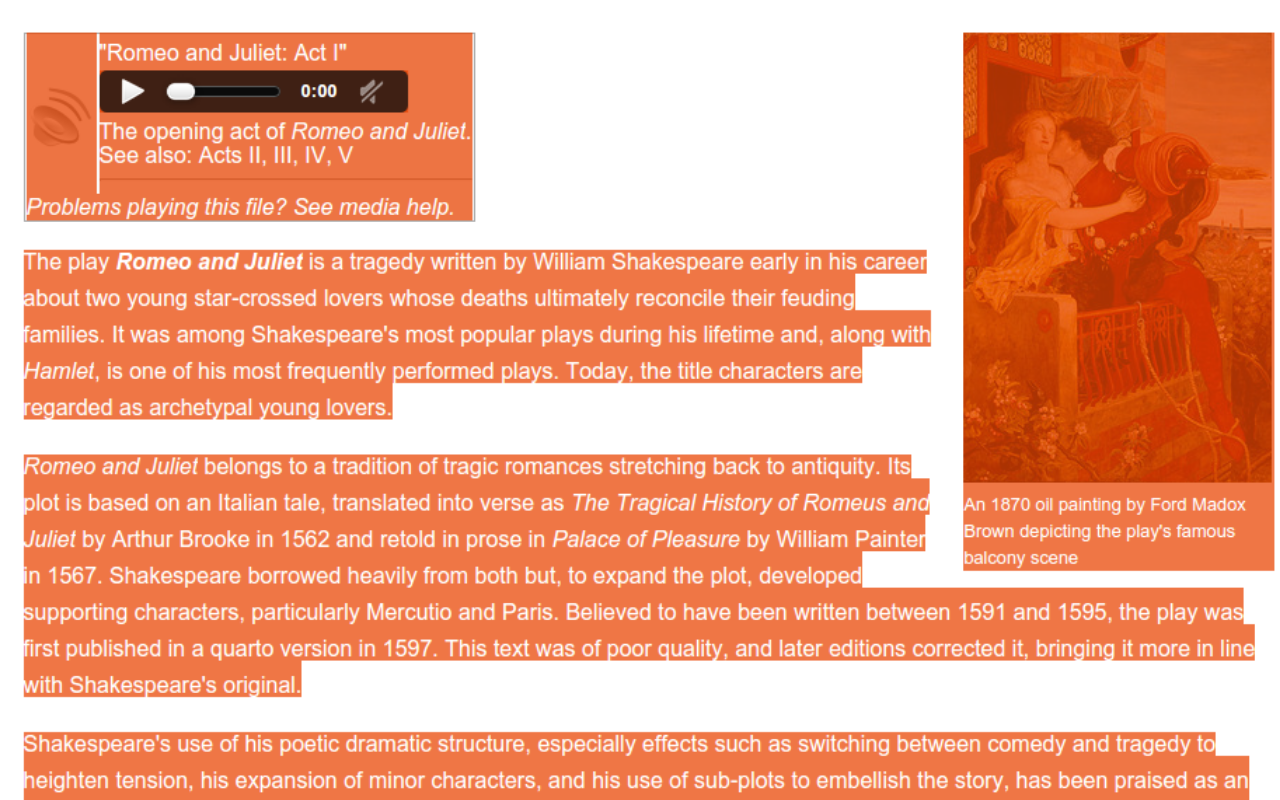 "Romeo and Juliet: Act I"
0:00
The opening act of Romeo and Juliet.
See also: Acts II, III, IV, V
Problems playing this file? See media help.
The play Romeo and Juliet is a tragedy written by William Shakespeare early in his career
about two young star-crossed lovers whose deaths ultimately reconcile their feuding
families. It was among Shakespeare's most popular plays during his lifetime and, along with
Hamlet, is one of his most frequently performed plays. Today, the title characters are
regarded as archetypal young lovers.
Romeo and Juliet belongs to a tradition of tragic romances stretching back to antiquity. Its
plot is based on an Italian tale, translated into verse as The Tragical History of Romeus and
Juliet by Arthur Brooke in 1562 and retold in prose in Palace of Pleasure by William Painter
in 1567. Shakespeare borrowed heavily from both but, to expand the plot, developed
supporting characters, particularly Mercutio and Paris. Believed to have been written between 1591 and 1595, the play was
first published in a quarto version in 1597. This text was of poor quality, and later editions corrected it, bringing it more in line
with Shakespeare's original.
Shakespeare's use of his poetic dramatic structure, especially effects such as switching between comedy and tragedy to
heighten tension, his expansion of minor characters, and his use of sub-plots to embellish the story, has been praised as an
An 1870 oil painting by Ford Madox
Brown depicting the play's famous
balcony scene